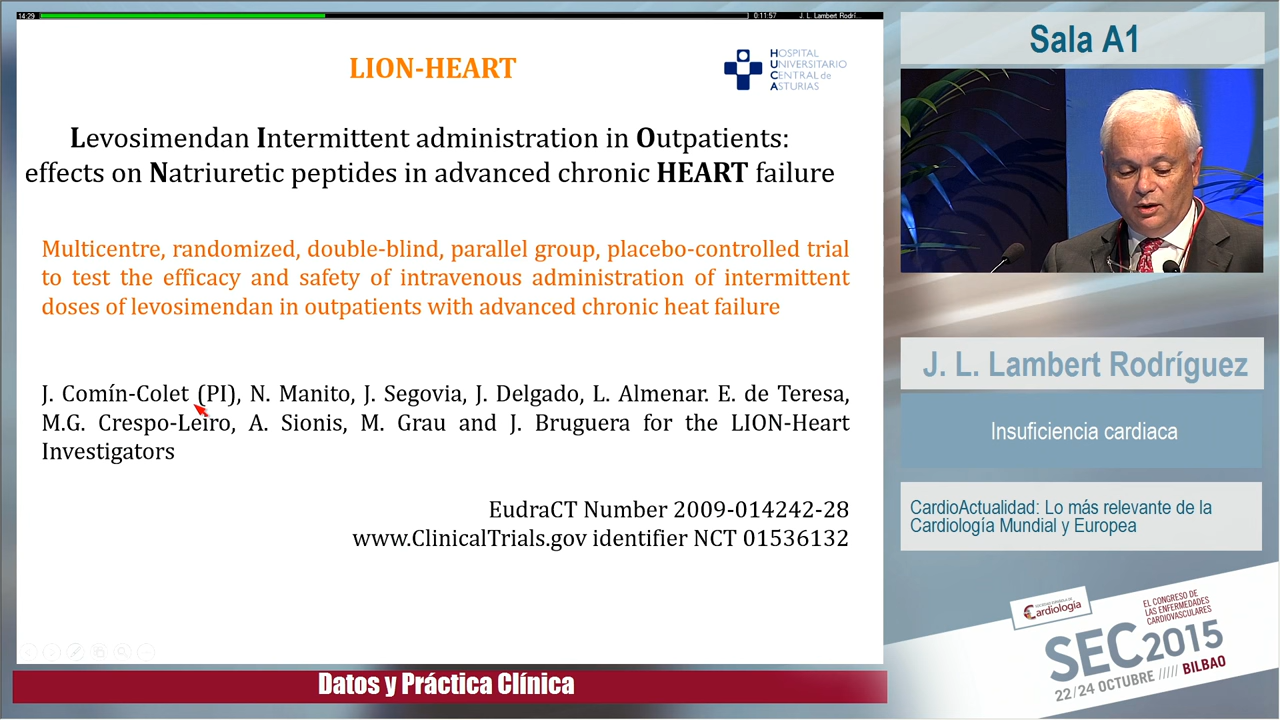 14:29
0:11:57
J. L. Lambert Rodrí...
LION-HEART
HOSPITAL
UNIVERSITARIO
CENTRAL de
ASTURIAS
Levosimendan Intermittent administration in Outpatients:
effects on Natriuretic peptides in advanced chronic HEART failure
Multicentre, randomized, double-blind, parallel group, placebo-controlled trial
to test the efficacy and safety of intravenous administration of intermittent
doses of levosimendan in outpatients with advanced chronic heat failure
J. Comín-Colet (PI), N. Manito, J. Segovia, J. Delgado, L. Almenar. E. de Teresa,
M.G. Crespo-Leiro, A. Sionis, M. Grau and J. Bruguera for the LION-Heart
Investigators
EudraCT Number 2009-014242-28
www.ClinicalTrials.gov identifier NCT 01536132
Datos y Práctica Clínica
Sala A1
J. L. Lambert Rodríguez
Insuficiencia cardiaca
CardioActualidad: Lo más relevante de la
Cardiología Mundial y Europea
SOCIEDAD ESPAÑOLA DE
Cardiología
EL CONGRESO DE
LAS ENFERMEDADES
CARDIOVASCULARES
SEC2015
22/24 OCTUBRE ///// BILBAO